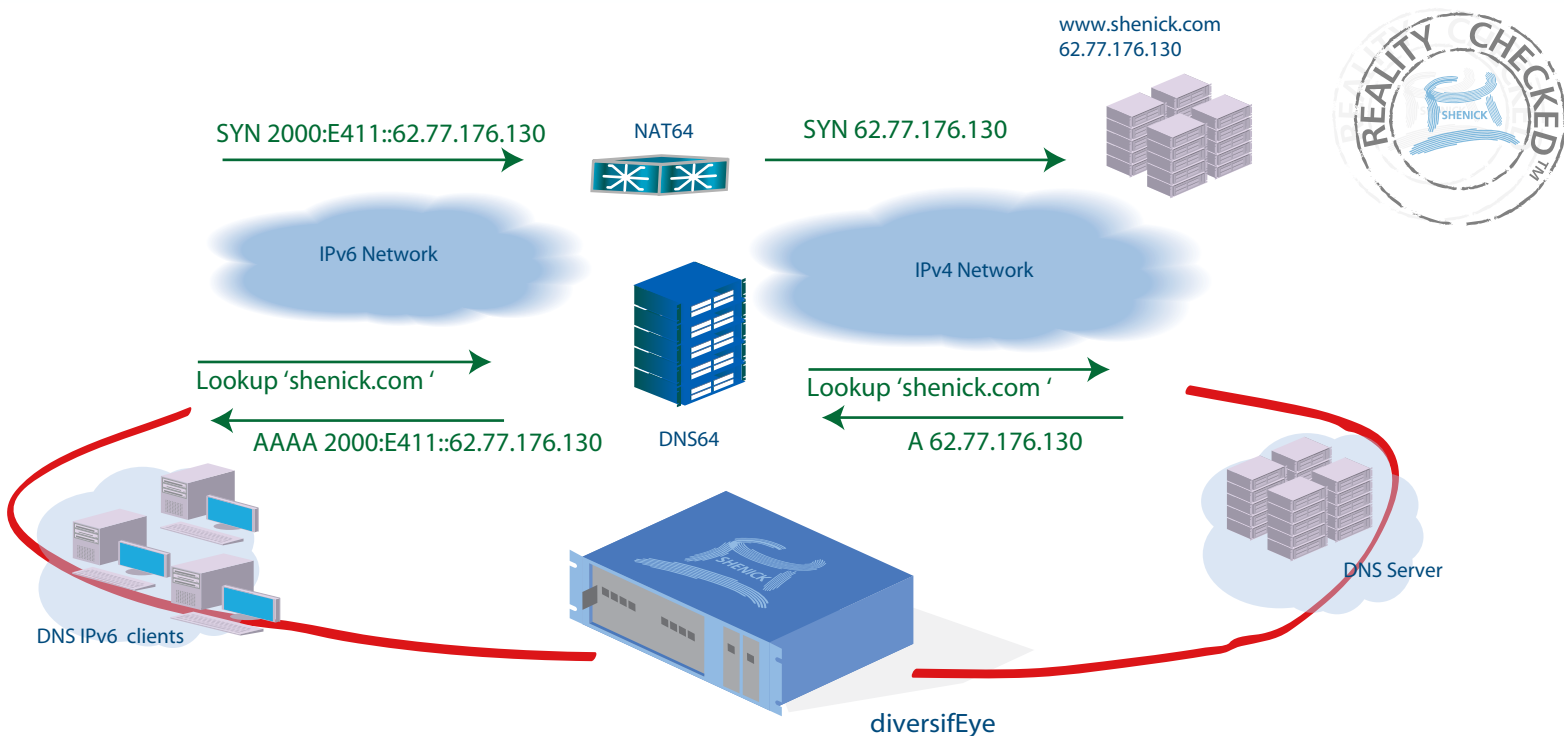 www.shenick.com
62.77.176.130
REALITY CHECKED™
SHENICK
SYN 2000:E411::62.77.176.130
NAT64
SYN 62.77.176.130
IPv6 Network
IPv4 Network
Lookup 'shenick.com '
Lookup 'shenick.com '
AAAA 2000:E411::62.77.176.130
DNS64
A 62.77.176.130
SHENICK
DNS Server
DNS IPv6 clients
diversifEye